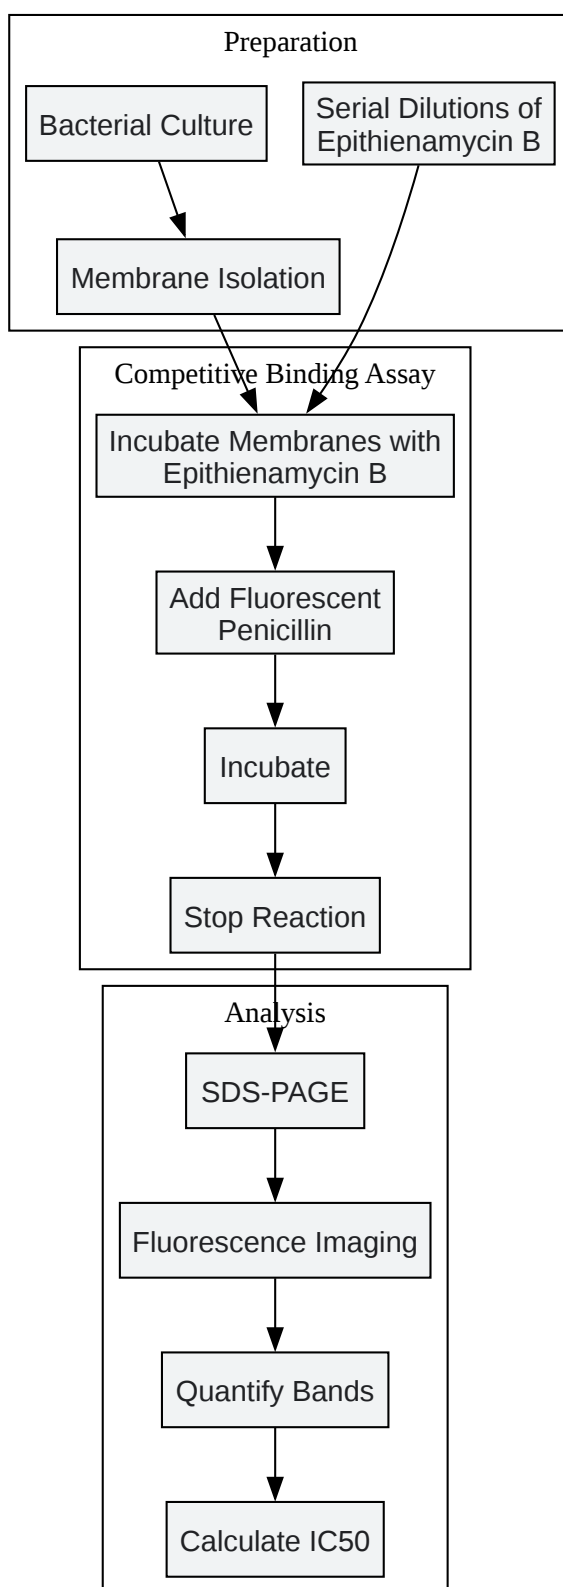 Preparation
Bacterial Culture
Serial Dilutions of
Epithienamycin B
Membrane Isolation
Competitive Binding Assay
Incubate Membranes with
Epithienamycin B
Add Fluorescent
Penicillin
Incubate
Stop Reaction
Analysis
SDS-PAGE
Fluorescence Imaging
Quantify Bands
Calculate IC50